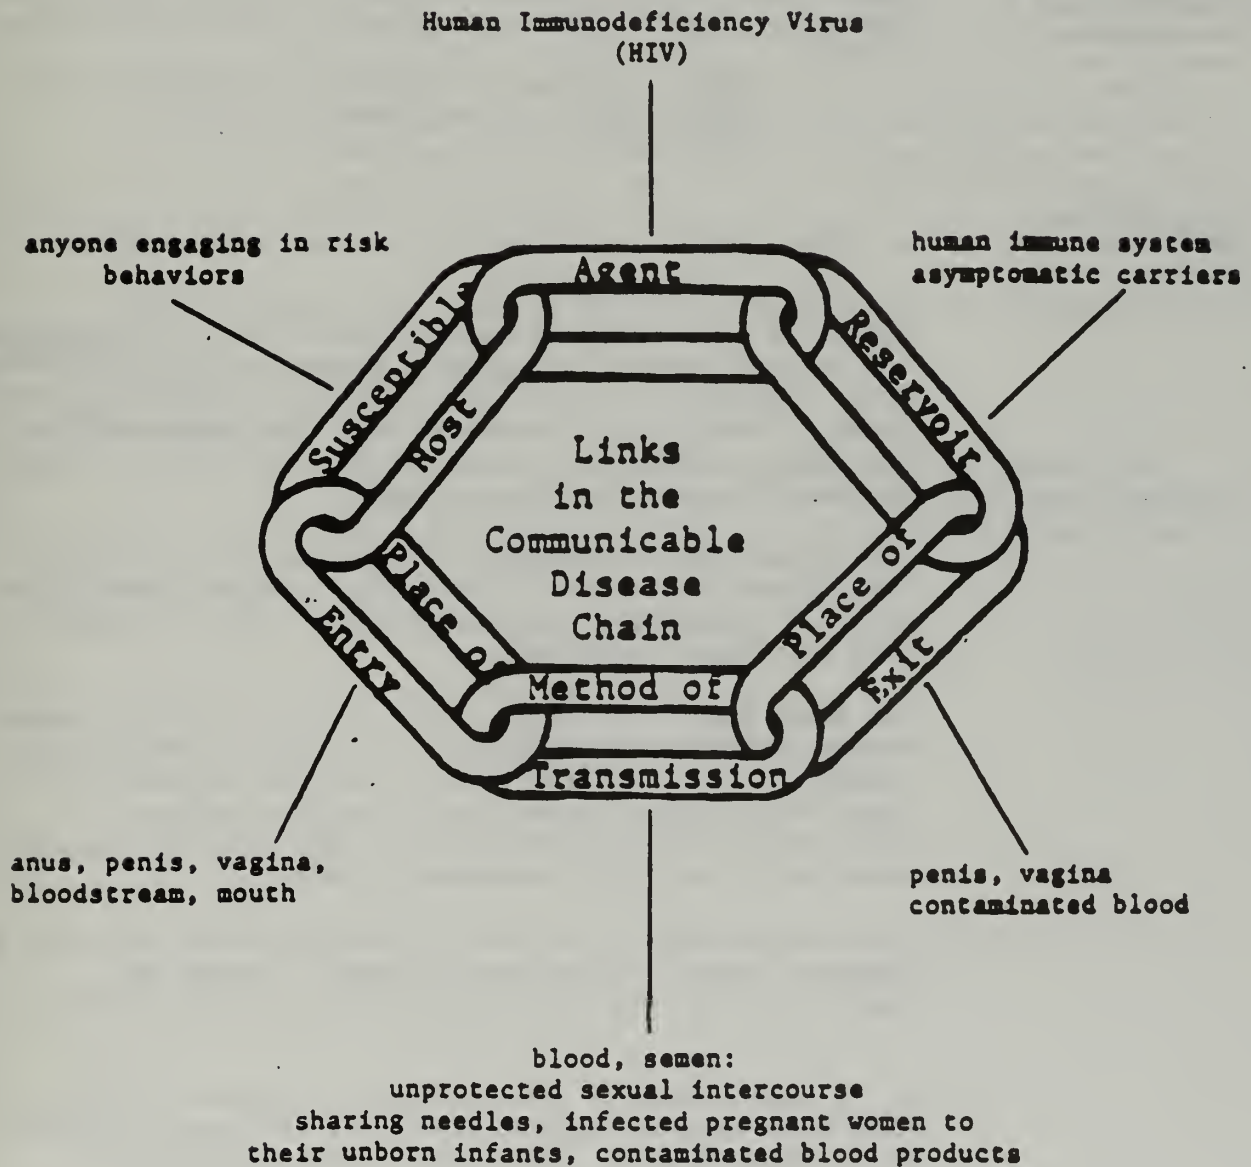 Human Immunodeficiency Virus
(HIV)
anyone engaging in risk
behaviors
human immune system
asymptomatic carriers
Agent
Susceptible
Host
Reservoir
Links
in the
Communicable
Disease
Chain
Place of
Entry
Place of
Exit
Method of
Transmission
anus, penis, vagina,
bloodstream, mouth
penis, vagina
contaminated blood
blood, semen:
unprotected sexual intercourse
sharing needles, infected pregnant women to
their unborn infants, contaminated blood products